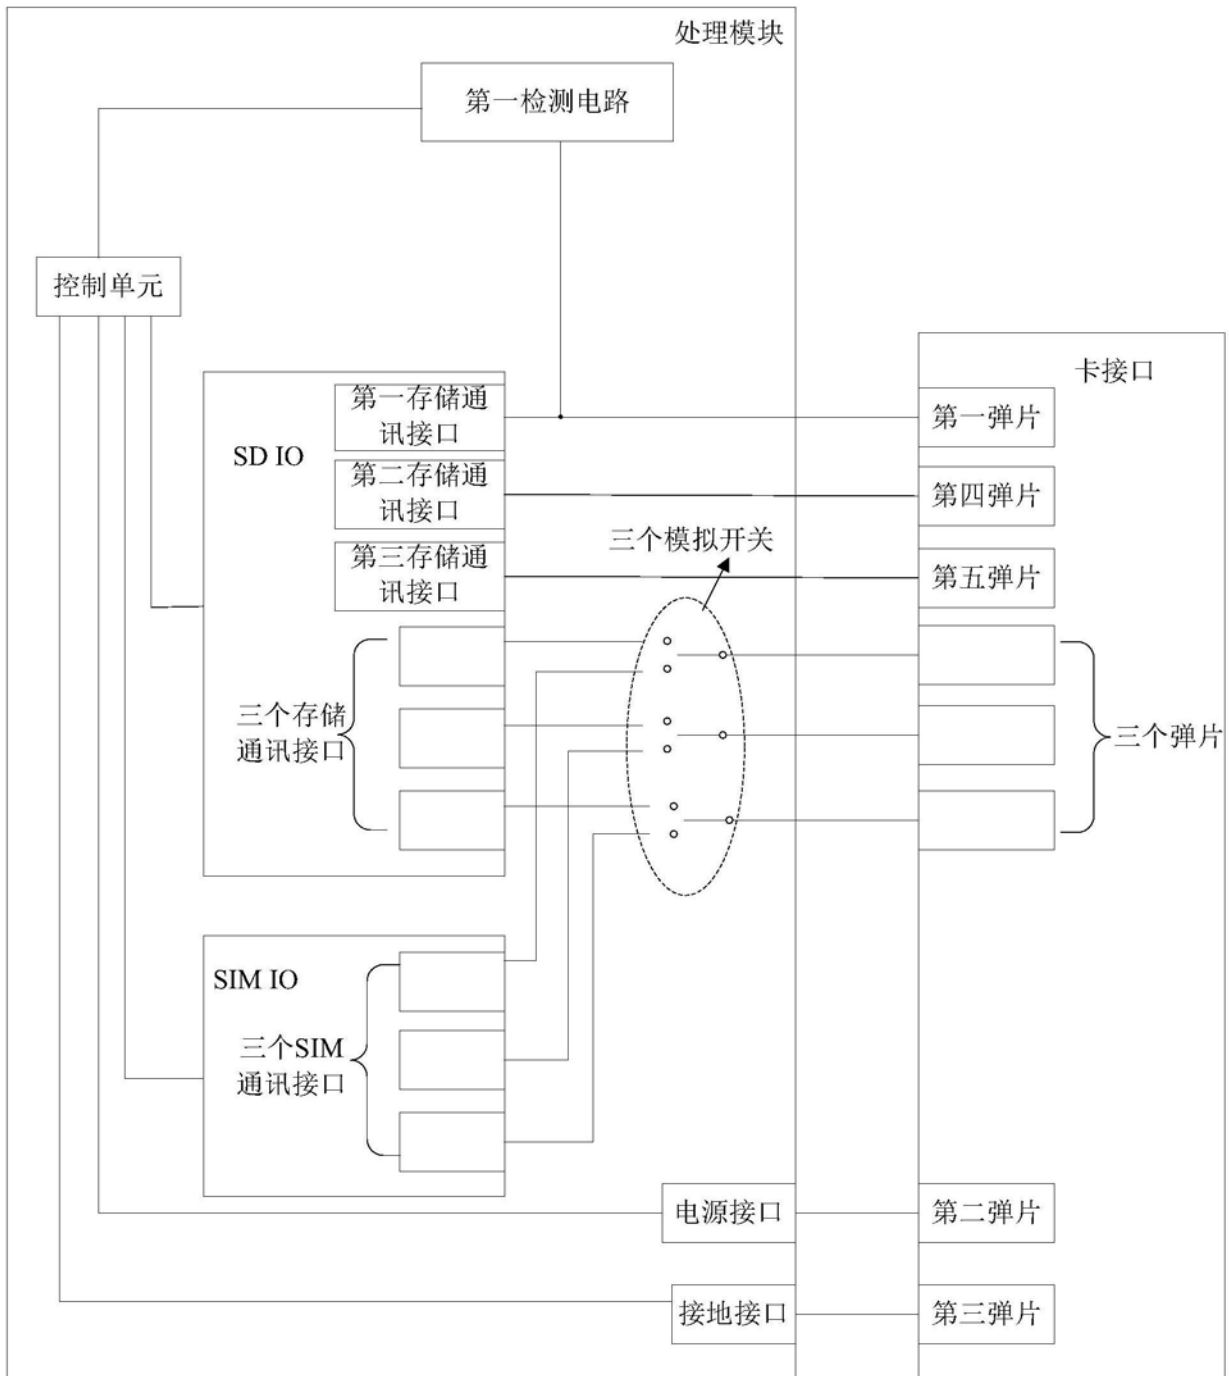 处理模块
第一检测电路
控制单元
卡接口
第一存储通
讯接口
第一弹片
SD IO
第二存储通
讯接口
第四弹片
三个模拟开关
第三存储通
讯接口
第五弹片
三个存储
通讯接口
三个弹片
SIM IO
三个SIM
通讯接口
电源接口
第二弹片
接地接口
第三弹片